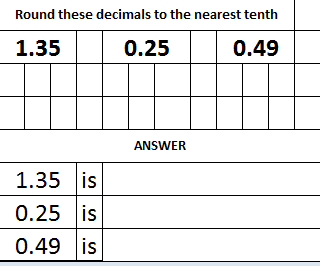 Round these decimals to the nearest tenth
1.35 0.25 0.49
ANSWER
1.35 is
0.25 is
0.49 is